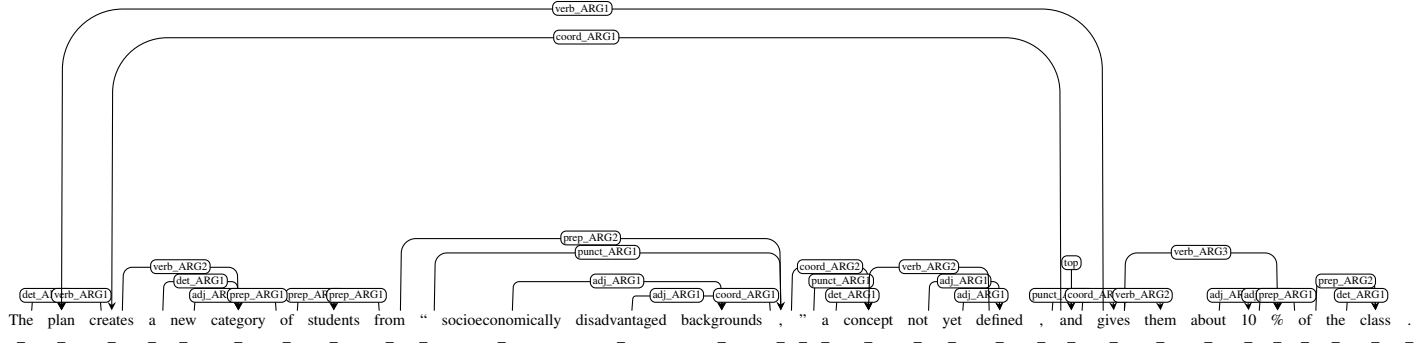 verb_ARG1
coord_ARG1
prep_ARG2
punct_ARG1
verb_ARG3
top
verb_ARG2 coord_ARG2 verb_ARG2
det_ARG1 adj_ARG1 punct_ARG1 adj_ARG1 prep_ARG2
verb_ARG1 prep_ARG1 prep_ARG1 adj_ARG1 coord_ARG1 det_ARG1 adj_ARG1 verb_ARG2 prep_ARG1 det_ARG1
The plan creates a new category of students from “ socioeconomically disadvantaged backgrounds , ” a concept not yet defined , and gives them about 10 % of the class .
_ _ _ _ _ _ _ _ _ _ _ _ _ _ _ _ _ _ _ _ _ _ _ _ _ _ _ _ _ _ _ _